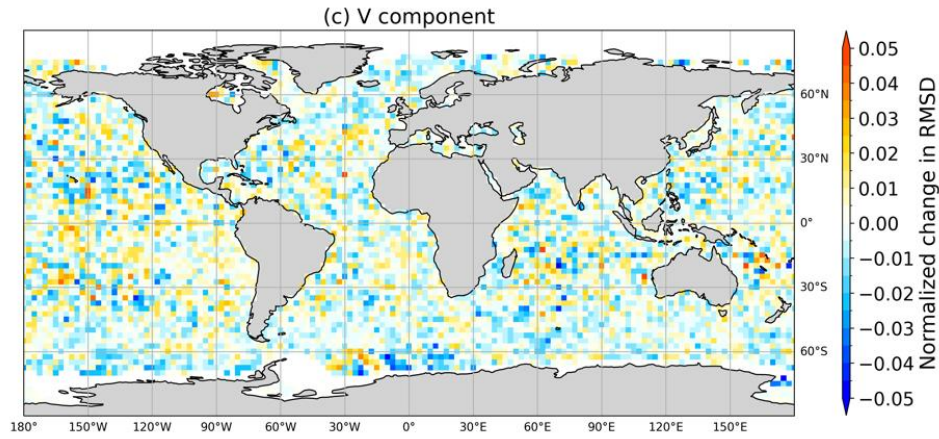 (c) V component
60°N
30°N
0°
30°S
60°S
180°
150°W
120°W
90°W
60°W
30°W
0°
30°E
60°E
90°E
120°E
150°E
0.05
0.04
0.03
0.02
0.01
0.00
−0.01
−0.02
−0.03
−0.04
−0.05
Normalized change in RMSD